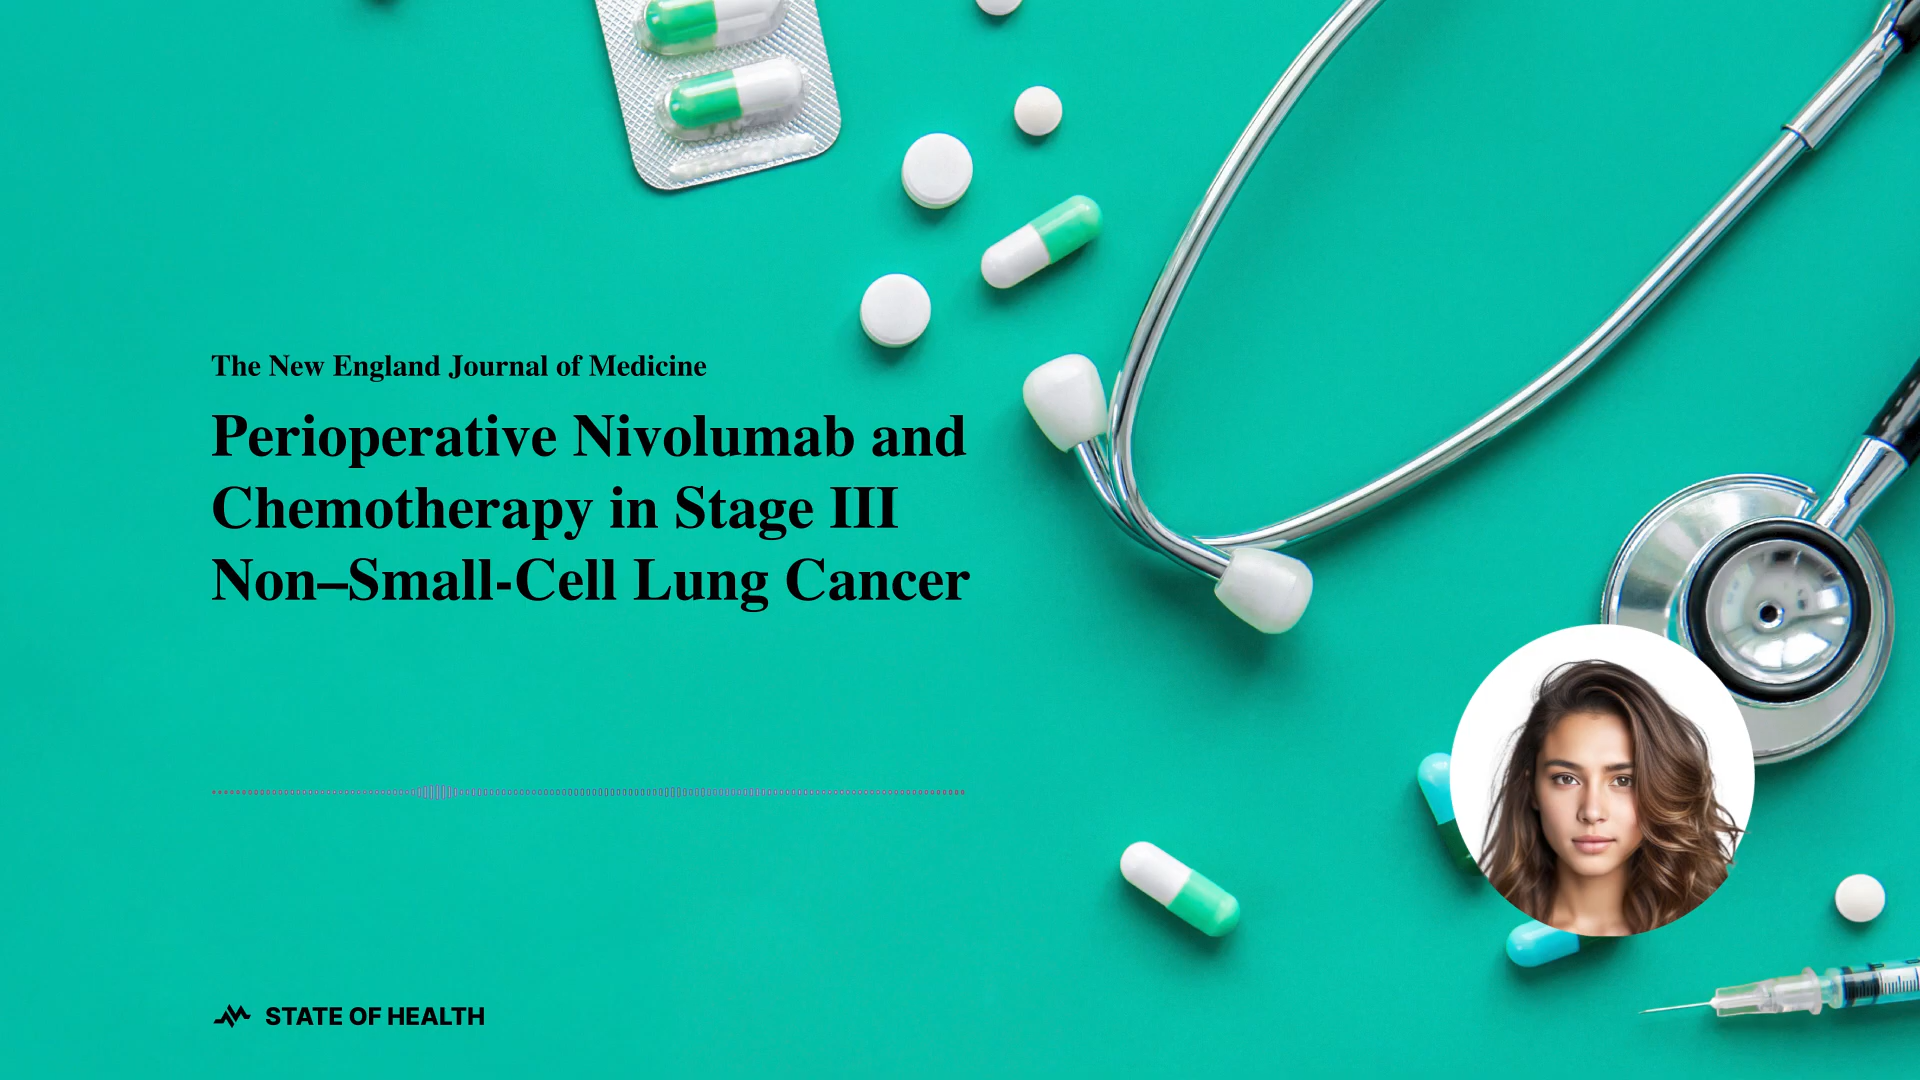 The New England Journal of Medicine
Perioperative Nivolumab and
Chemotherapy in Stage III
Non–Small-Cell Lung Cancer
STATE OF HEALTH